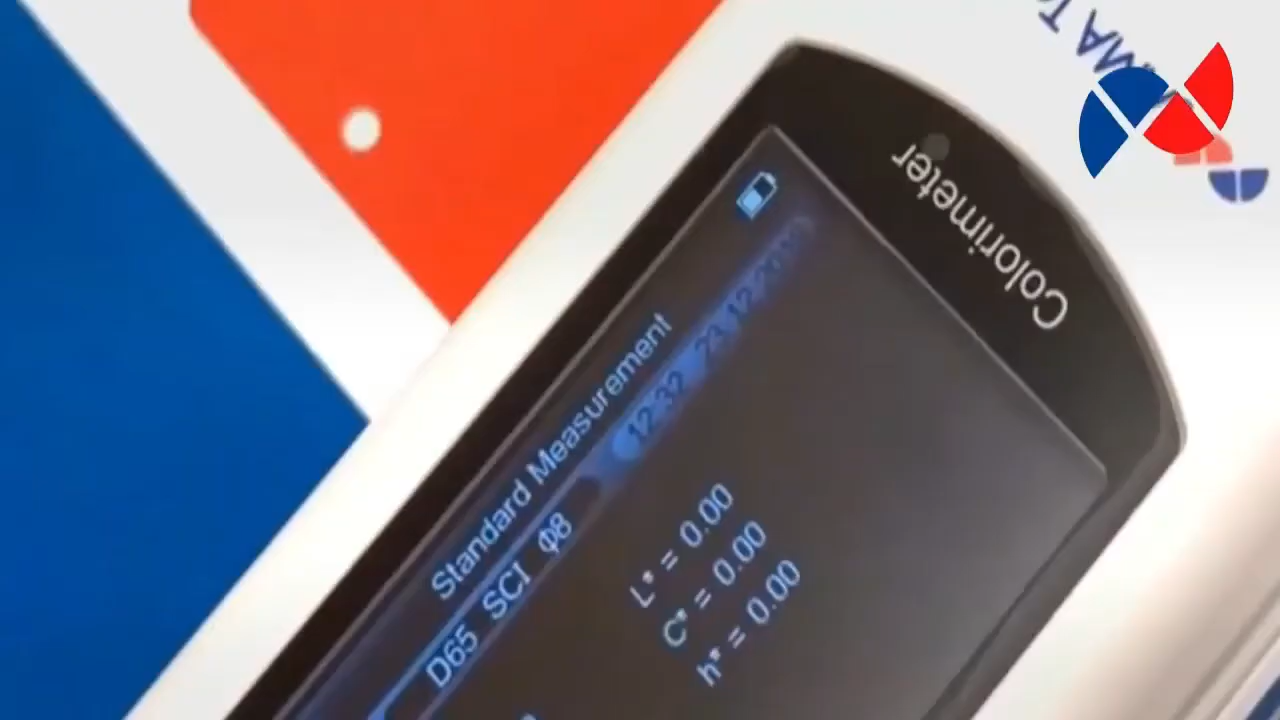 Colorimeter
Standard Measurement
D65 SCI Φ8
12:32
L* = 0.00
C* = 0.00
h* = 0.00